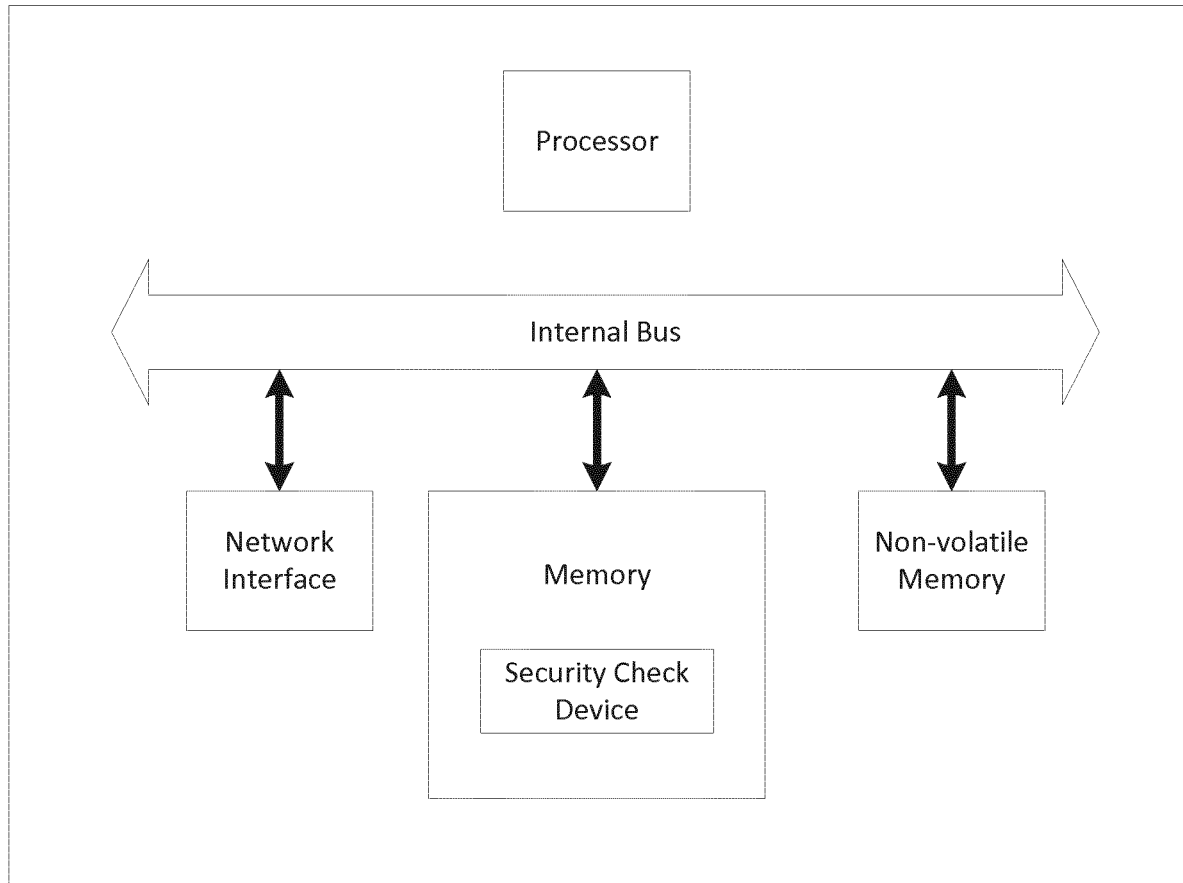 Processor
Internal Bus
Network
Interface
Memory
Non-volatile
Memory
Security Check
Device